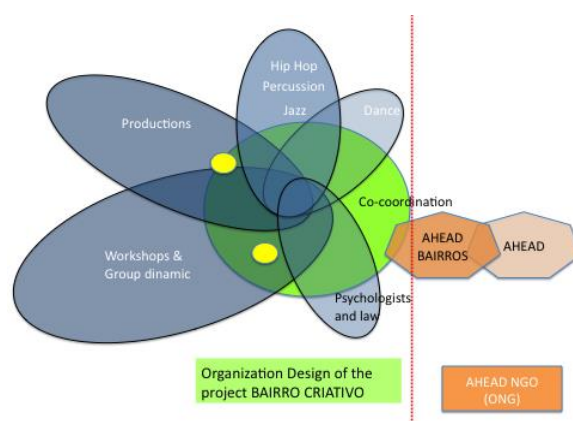 Hip Hop
Percussion
Jazz
Dance
Productions
Co-coordination
AHEAD
BAIRROS
AHEAD
Workshops &
Group dinamic
Psychologists
and law
Organization Design of the
project BAIRRO CRIATIVO
AHEAD NGO
(ONG)